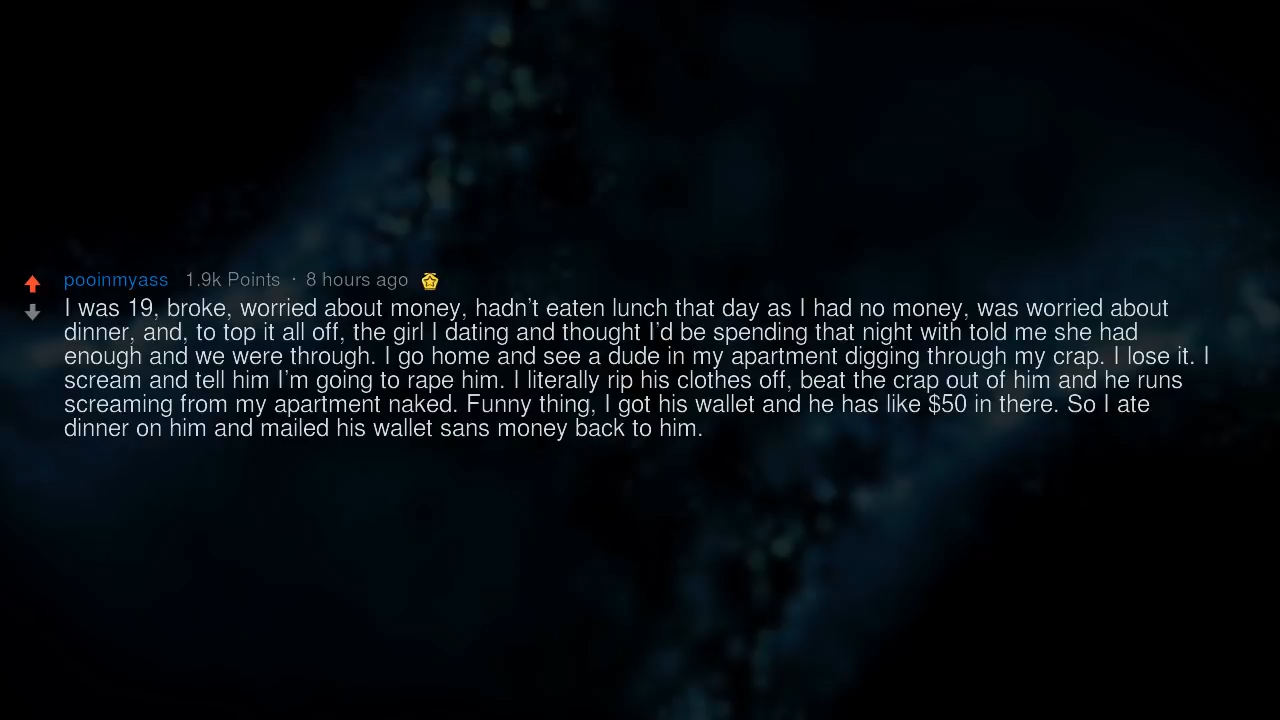 pooinmyass 1.9k Points · 8 hours ago
I was 19, broke, worried about money, hadn't eaten lunch that day as I had no money, was worried about
dinner, and, to top it all off, the girl I dating and thought I'd be spending that night with told me she had
enough and we were through. I go home and see a dude in my apartment digging through my crap. I lose it. I
scream and tell him I'm going to rape him. I literally rip his clothes off, beat the crap out of him and he runs
screaming from my apartment naked. Funny thing, I got his wallet and he has like $50 in there. So I ate
dinner on him and mailed his wallet sans money back to him.